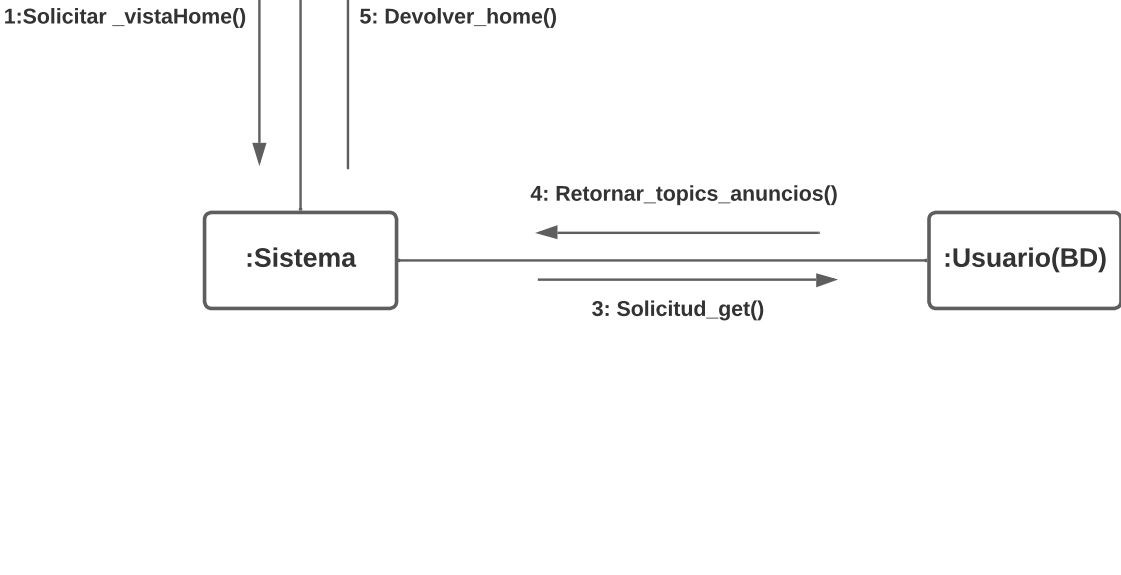 1:Solicitar _vistaHome()
5: Devolver_home()
4: Retornar_topics_anuncios()
:Sistema
:Usuario(BD)
3: Solicitud_get()